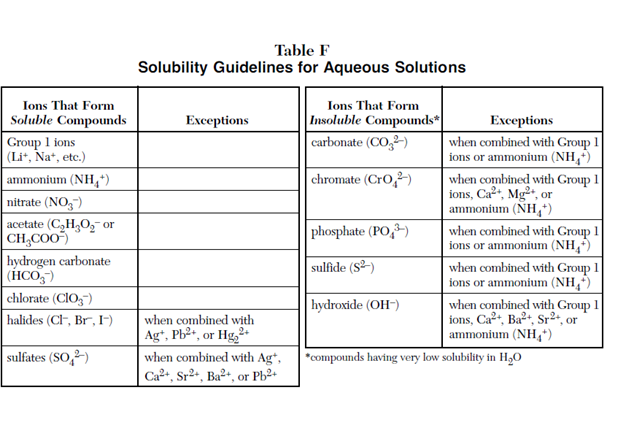 Table F
Solubility Guidelines for Aqueous Solutions
Ions That Form
Soluble Compounds
Exceptions
Group 1 ions
(Li⁺, Na⁺, etc.)
ammonium (NH₄⁺)
nitrate (NO₃⁻)
acetate (C₂H₃O₂⁻ or
CH₃COO⁻)
hydrogen carbonate
(HCO₃⁻)
chlorate (ClO₃⁻)
halides (Cl⁻, Br⁻, I⁻)
when combined with
Ag⁺, Pb²⁺, or Hg₂²⁺
sulfates (SO₄²⁻)
when combined with Ag⁺,
Ca²⁺, Sr²⁺, Ba²⁺, or Pb²⁺
Ions That Form
Insoluble Compounds*
Exceptions
carbonate (CO₃²⁻)
when combined with Group 1
ions or ammonium (NH₄⁺)
chromate (CrO₄²⁻)
when combined with Group 1
ions, Ca²⁺, Mg²⁺, or
ammonium (NH₄⁺)
phosphate (PO₄³⁻)
when combined with Group 1
ions or ammonium (NH₄⁺)
sulfide (S²⁻)
when combined with Group 1
ions or ammonium (NH₄⁺)
hydroxide (OH⁻)
when combined with Group 1
ions, Ca²⁺, Ba²⁺, Sr²⁺, or
ammonium (NH₄⁺)
*compounds having very low solubility in H₂O